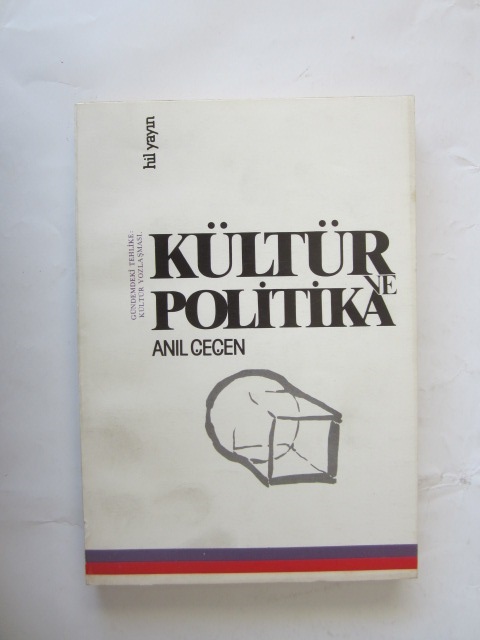 hil yayın
GÜNDEMDEKİ TEHLİKE:
KÜLTÜR YOZLAŞMASI.
KÜLTÜR
VE
POLİTİKA
ANIL ÇEÇEN